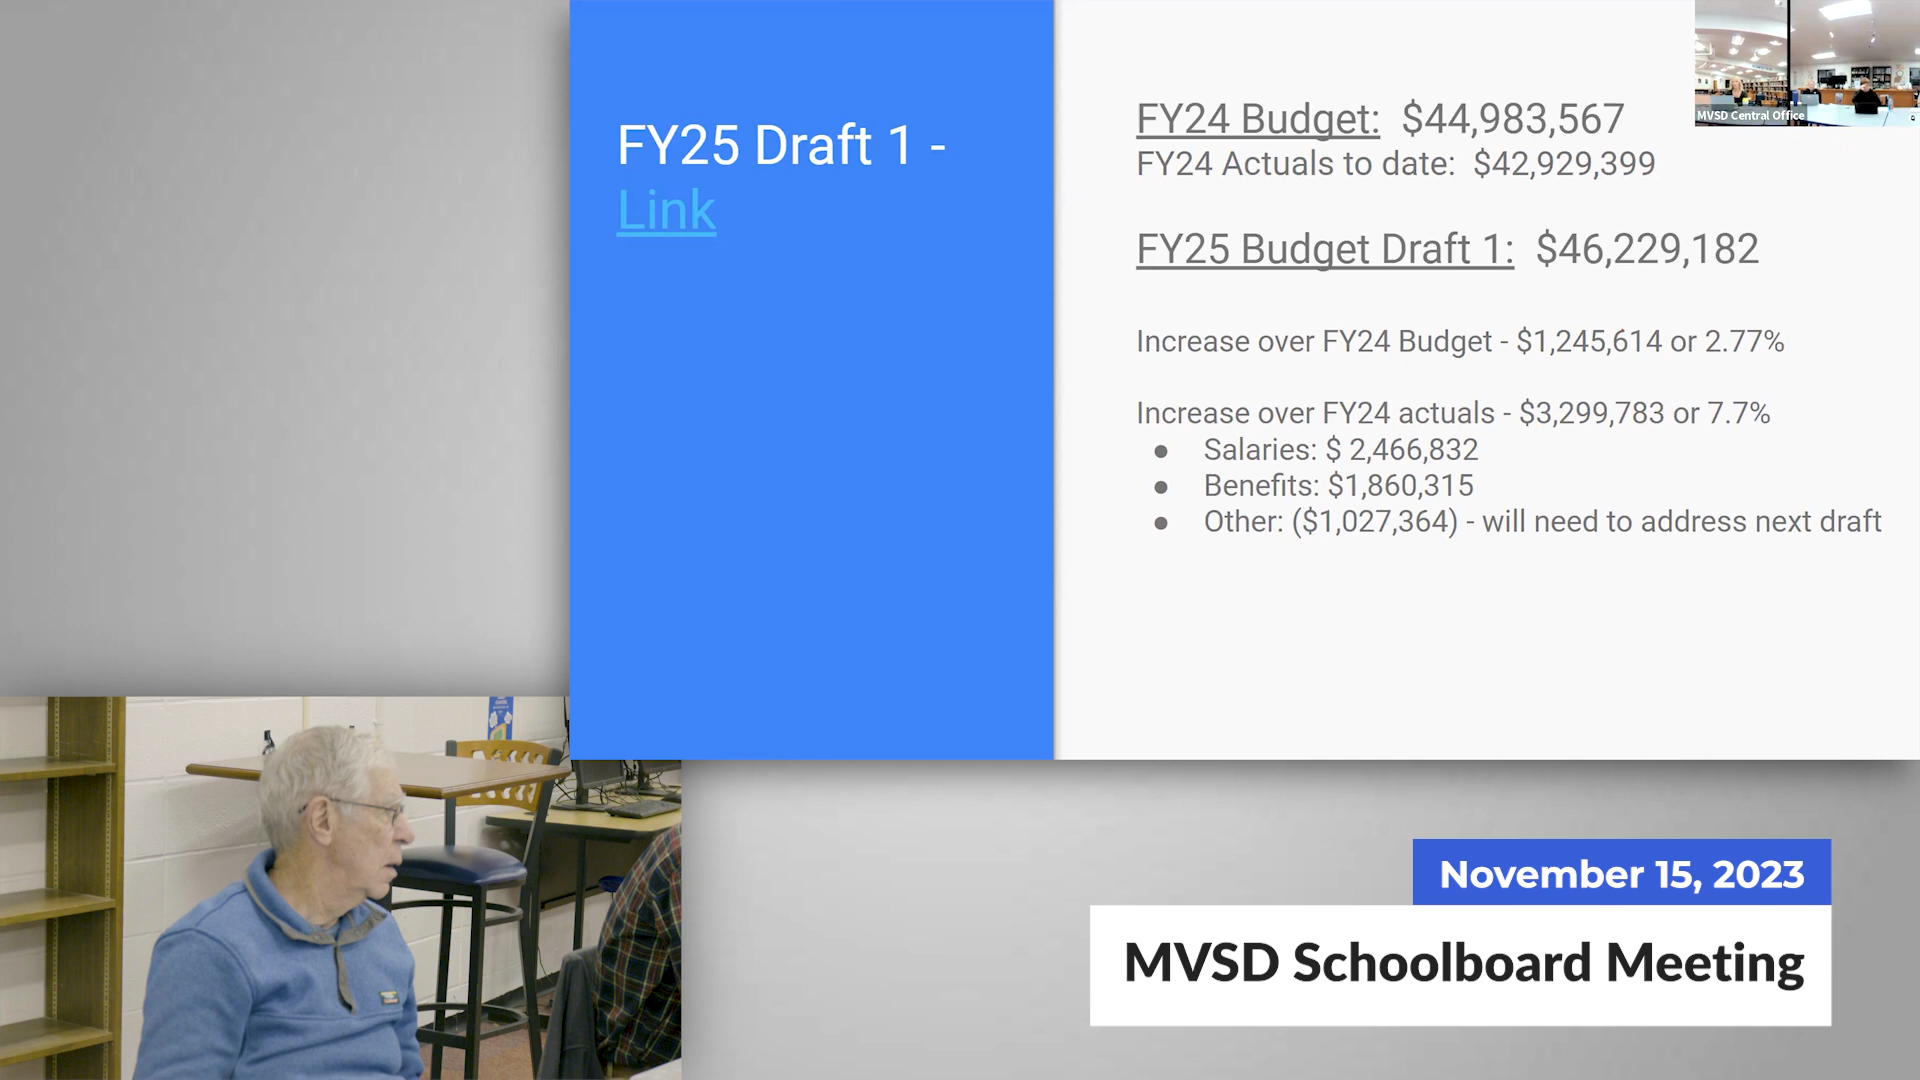 FY25 Draft 1 -
Link
FY24 Budget: $44,983,567
FY24 Actuals to date: $42,929,399
FY25 Budget Draft 1: $46,229,182
Increase over FY24 Budget - $1,245,614 or 2.77%
Increase over FY24 actuals - $3,299,783 or 7.7%
● Salaries: $ 2,466,832
● Benefits: $1,860,315
● Other: ($1,027,364) - will need to address next draft
MVSD Central Office
November 15, 2023
MVSD Schoolboard Meeting